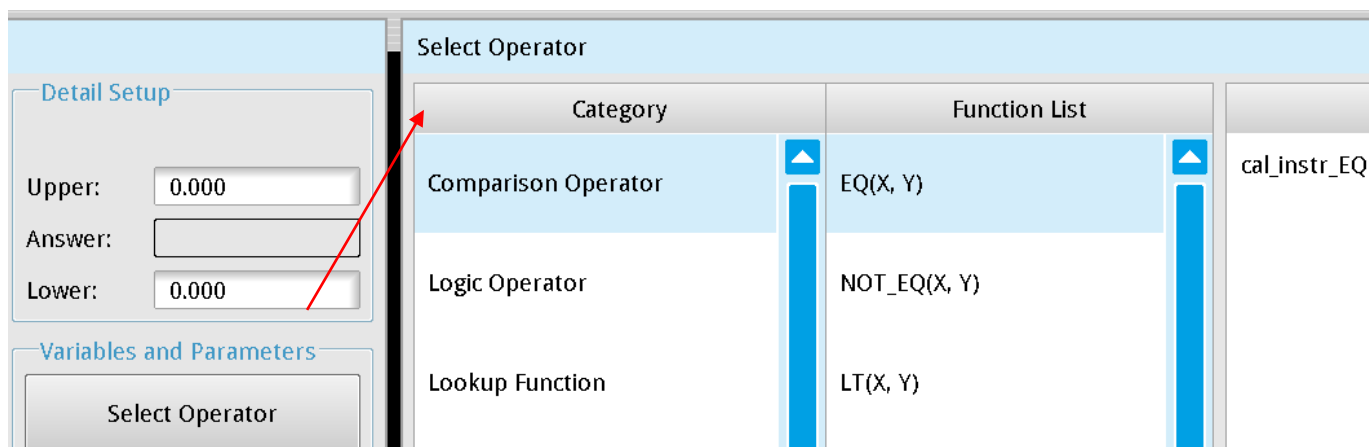 Detail Setup
Upper: 0.000
Answer:
Lower: 0.000
Variables and Parameters
Select Operator
Select Operator
Category Function List
Comparison Operator EQ(X, Y) cal_instr_EQ
Logic Operator NOT_EQ(X, Y)
Lookup Function LT(X, Y)